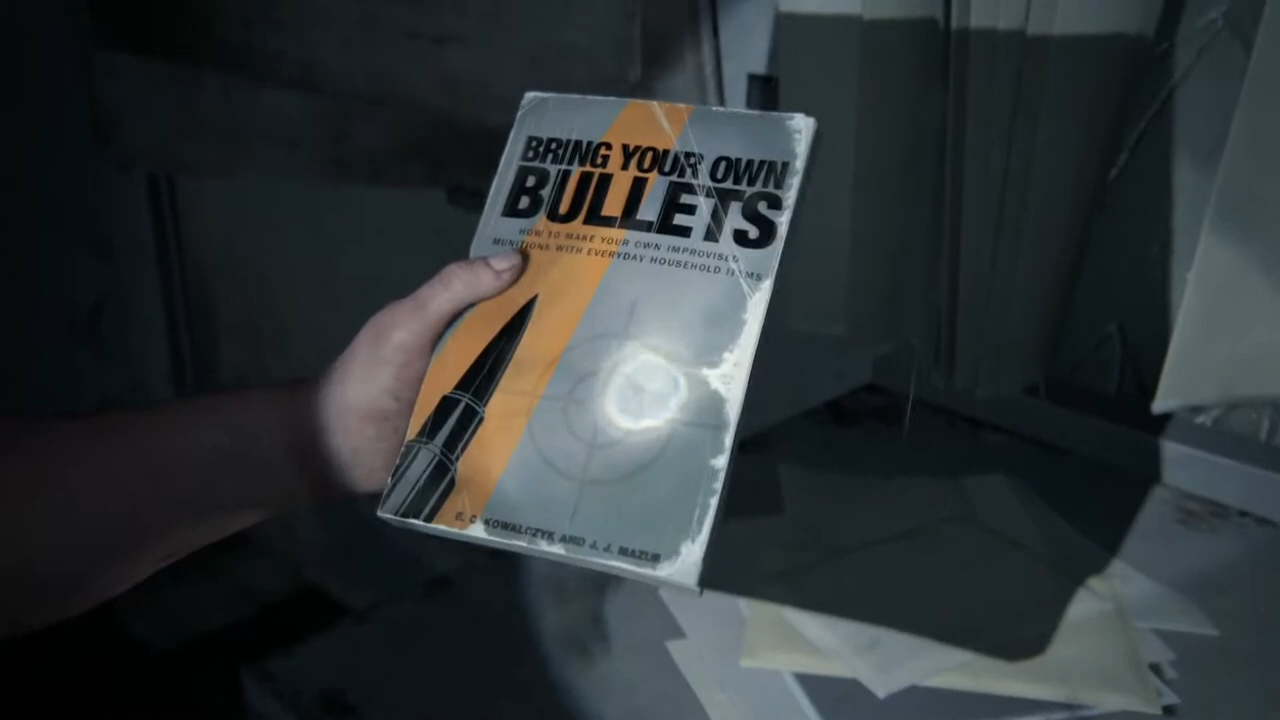 BRING YOUR OWN
BULLETS
HOW TO MAKE YOUR OWN IMPROVISED
MUNITIONS WITH EVERYDAY HOUSEHOLD ITEMS
C. KOWALCZYK AND J. J. MAZUR